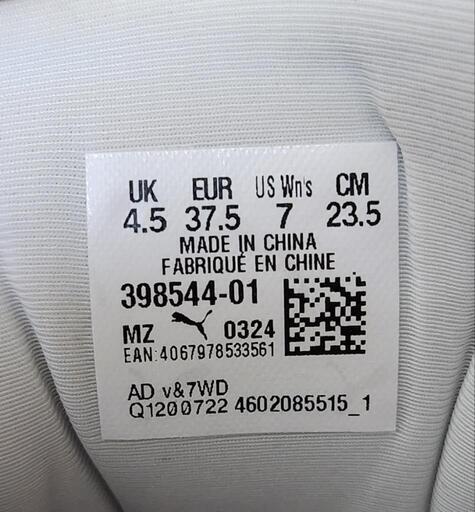 UK EUR US Wn's CM
4.5 37.5 7 23.5
MADE IN CHINA
FABRIQUÉ EN CHINE
398544-01
MZ 0324
EAN:4067978533561
AD v&7WD
Q1200722 4602085515_1